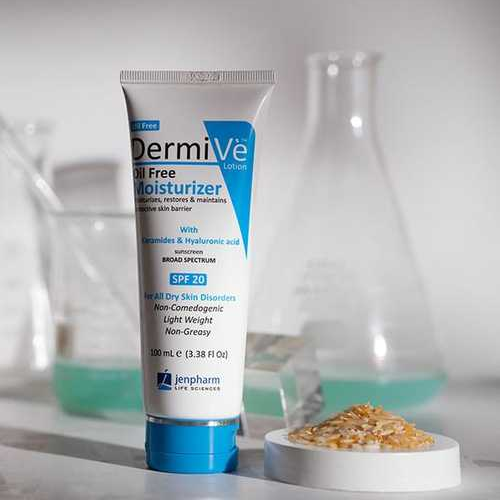 Oil Free
DermiVe
Lotion
Oil Free
Moisturizer
Moisturizes, restores & maintains
protective skin barrier
With
Ceramides & Hyaluronic acid
sunscreen
BROAD SPECTRUM
SPF 20
For All Dry Skin Disorders
Non-Comedogenic
Light Weight
Non-Greasy
100 mL ℮ (3.38 Fl Oz)
jenpharm
LIFE SCIENCES